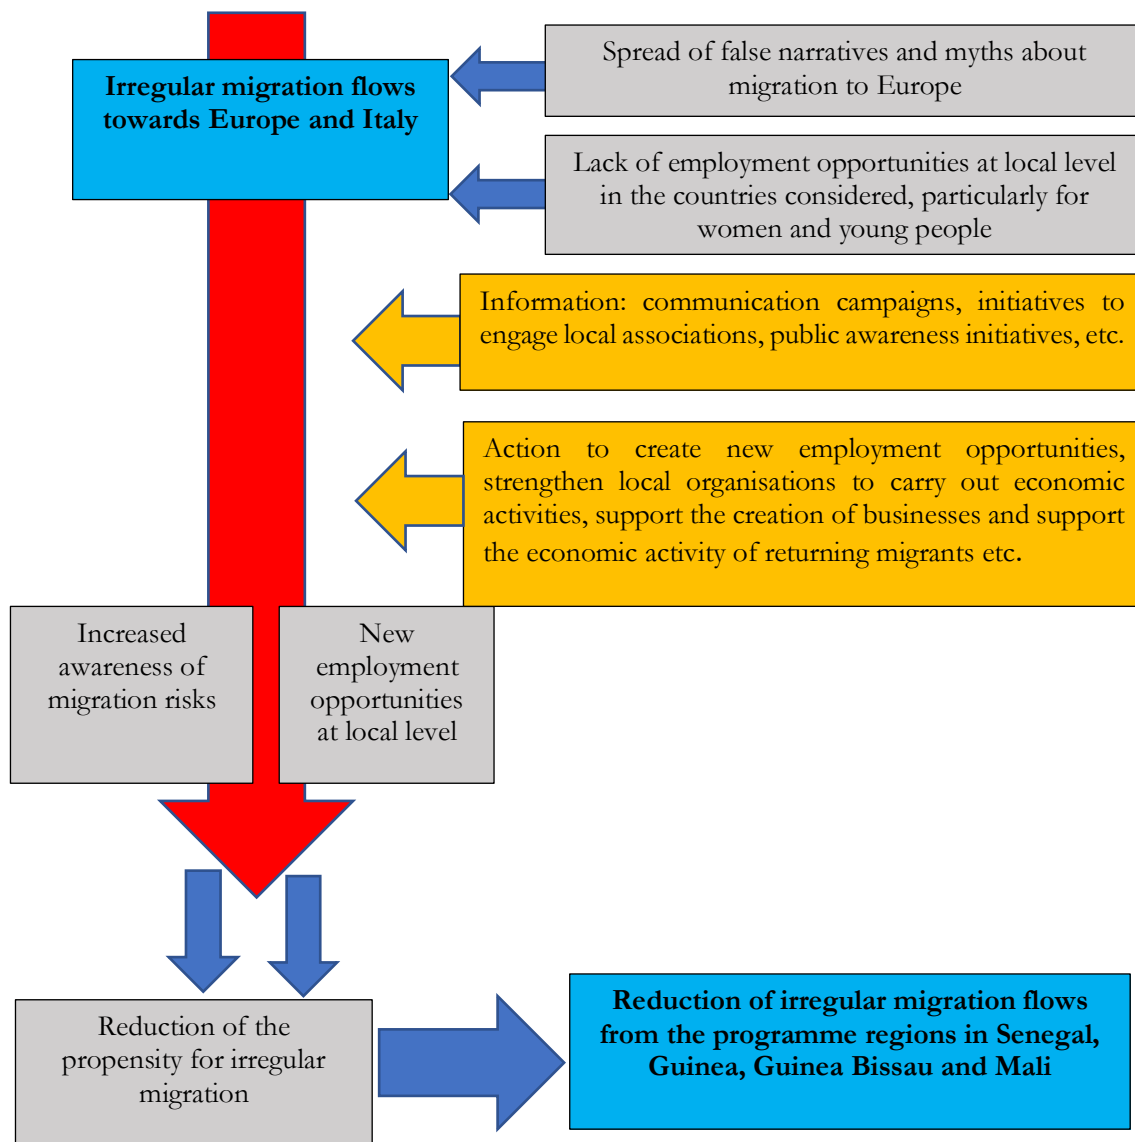 Spread of false narratives and myths about
migration to Europe
Irregular migration flows
towards Europe and Italy
Lack of employment opportunities at local level
in the countries considered, particularly for
women and young people
Information: communication campaigns, initiatives to
engage local associations, public awareness initiatives, etc.
Action to create new employment opportunities,
strengthen local organisations to carry out economic
activities, support the creation of businesses and support
the economic activity of returning migrants etc.
Increased
awareness of
migration risks
New
employment
opportunities
at local level
Reduction of the
propensity for irregular
migration
Reduction of irregular migration flows
from the programme regions in Senegal,
Guinea, Guinea Bissau and Mali